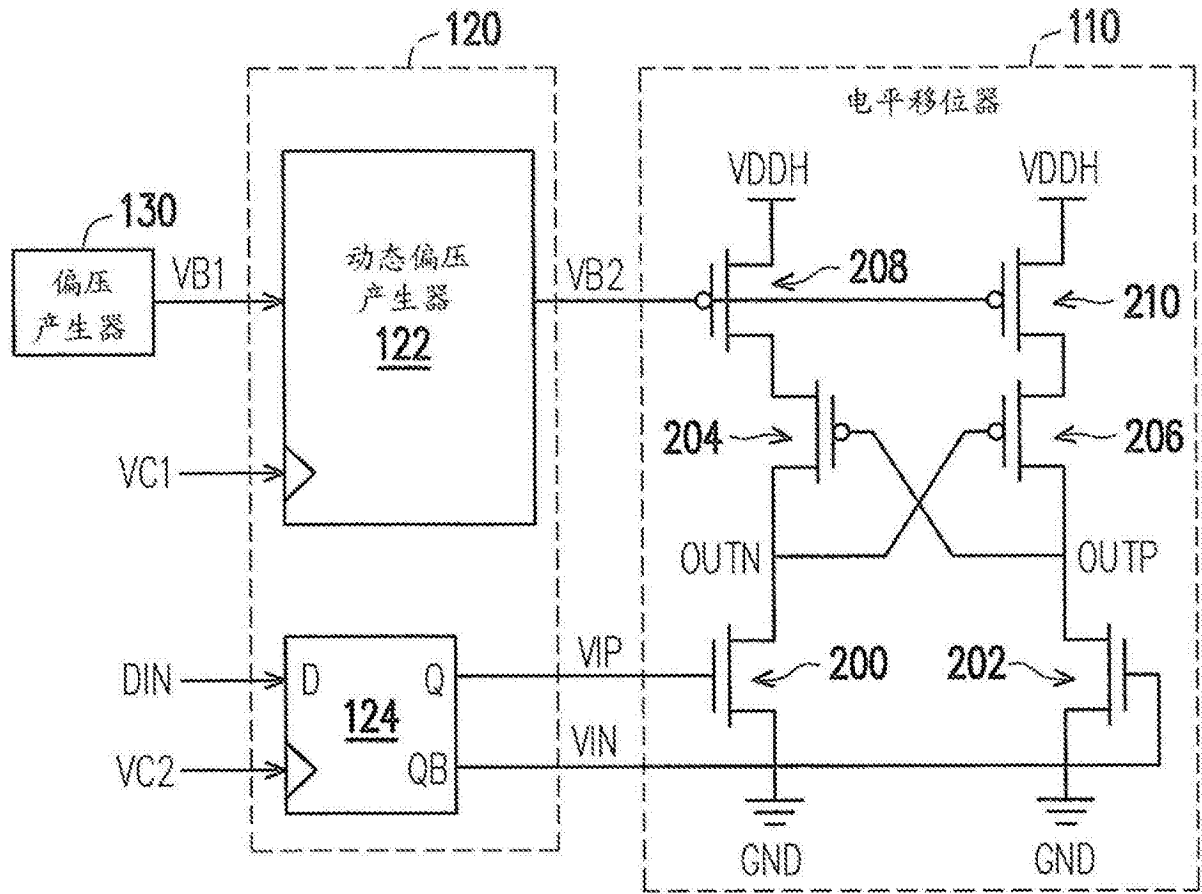 120
110
电平移位器
VDDH
VDDH
130
偏压
产生器
VB1
动态偏压
产生器
122
VB2
208
210
204
206
VC1
OUTN
OUTP
DIN
D
Q
VIP
200
202
124
VC2
QB
VIN
GND
GND